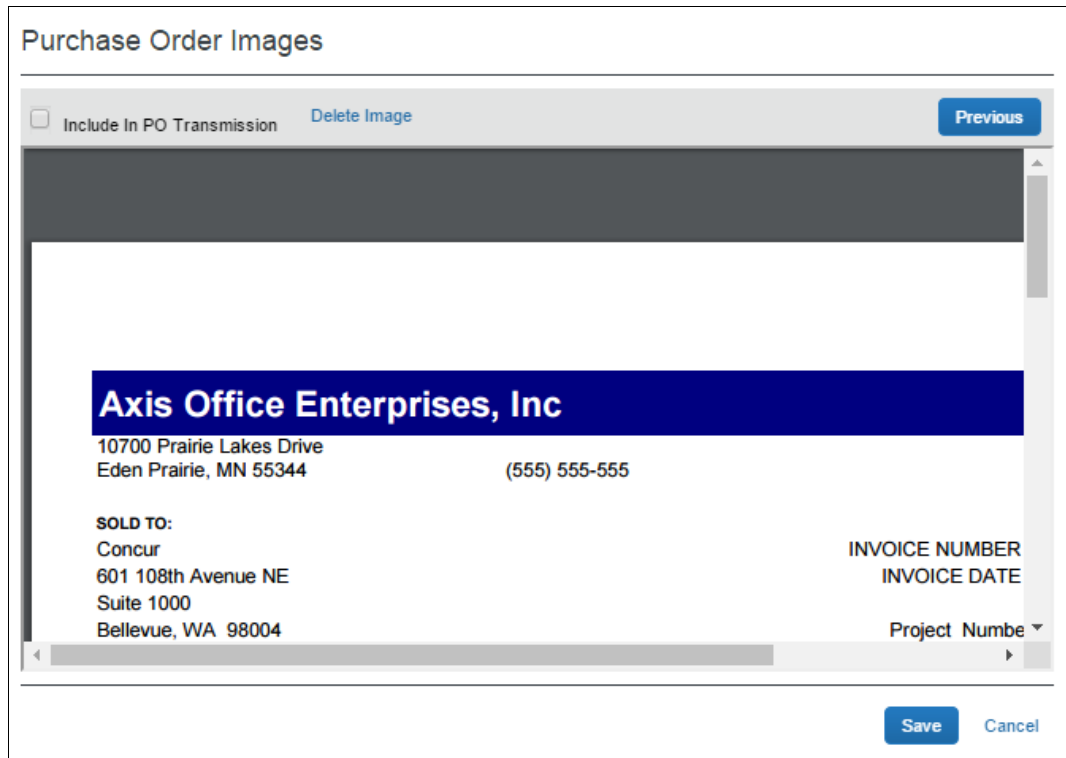 Purchase Order Images
Include In PO Transmission Delete Image Previous
Axis Office Enterprises, Inc
10700 Prairie Lakes Drive
Eden Prairie, MN 55344 (555) 555-555
SOLD TO:
Concur INVOICE NUMBER
601 108th Avenue NE INVOICE DATE
Suite 1000
Bellevue, WA 98004 Project Numbe
Save Cancel